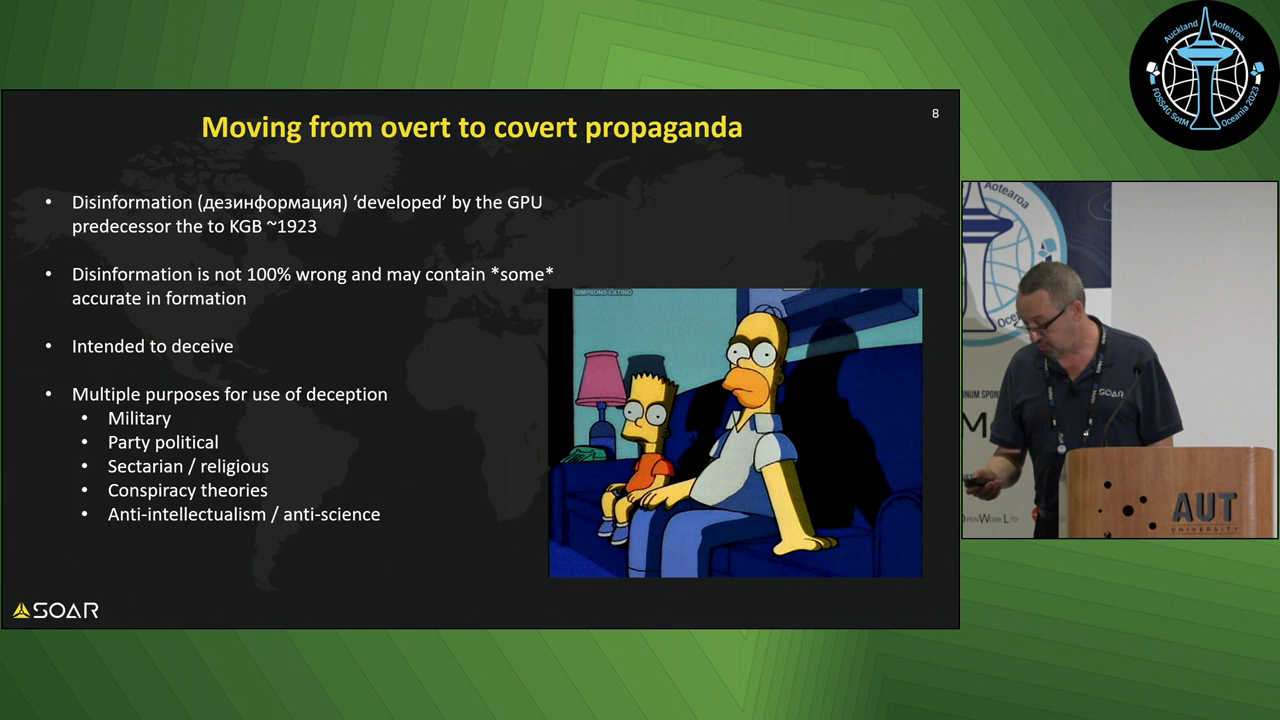 Moving from overt to covert propaganda
8
• Disinformation (дезинформация) ‘developed’ by the GPU
predecessor the to KGB ~1923
• Disinformation is not 100% wrong and may contain *some*
accurate in formation
• Intended to deceive
• Multiple purposes for use of deception
• Military
• Party political
• Sectarian / religious
• Conspiracy theories
• Anti-intellectualism / anti-science
SOAR
Auckland Aotearoa
FOSS4G SotM Oceania 2023
Aotearoa
SOAR
AUT
UNIVERSITY